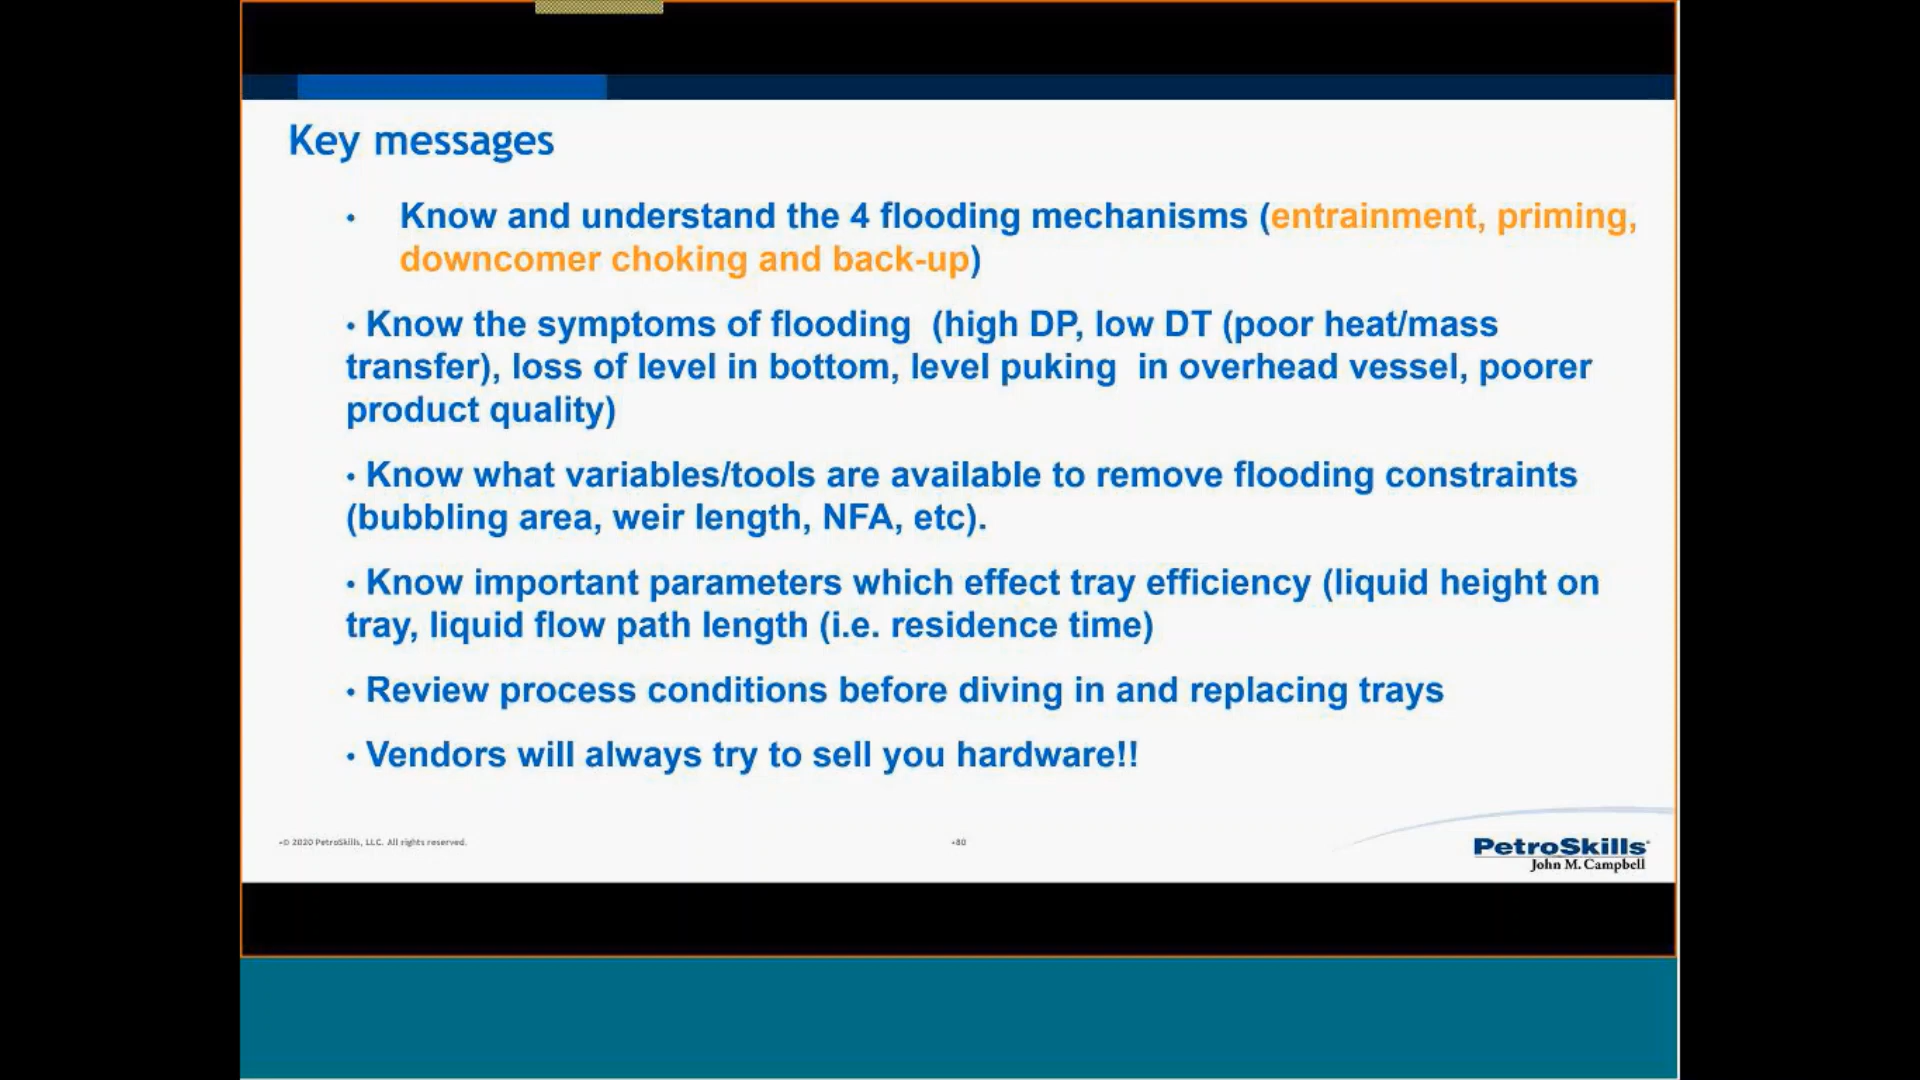 Key messages
• Know and understand the 4 flooding mechanisms (entrainment, priming,
downcomer choking and back-up)
• Know the symptoms of flooding (high DP, low DT (poor heat/mass
transfer), loss of level in bottom, level puking in overhead vessel, poorer
product quality)
• Know what variables/tools are available to remove flooding constraints
(bubbling area, weir length, NFA, etc).
• Know important parameters which effect tray efficiency (liquid height on
tray, liquid flow path length (i.e. residence time)
• Review process conditions before diving in and replacing trays
• Vendors will always try to sell you hardware!!
•© 2020 PetroSkills, LLC. All rights reserved.
•80
PetroSkills
John M. Campbell